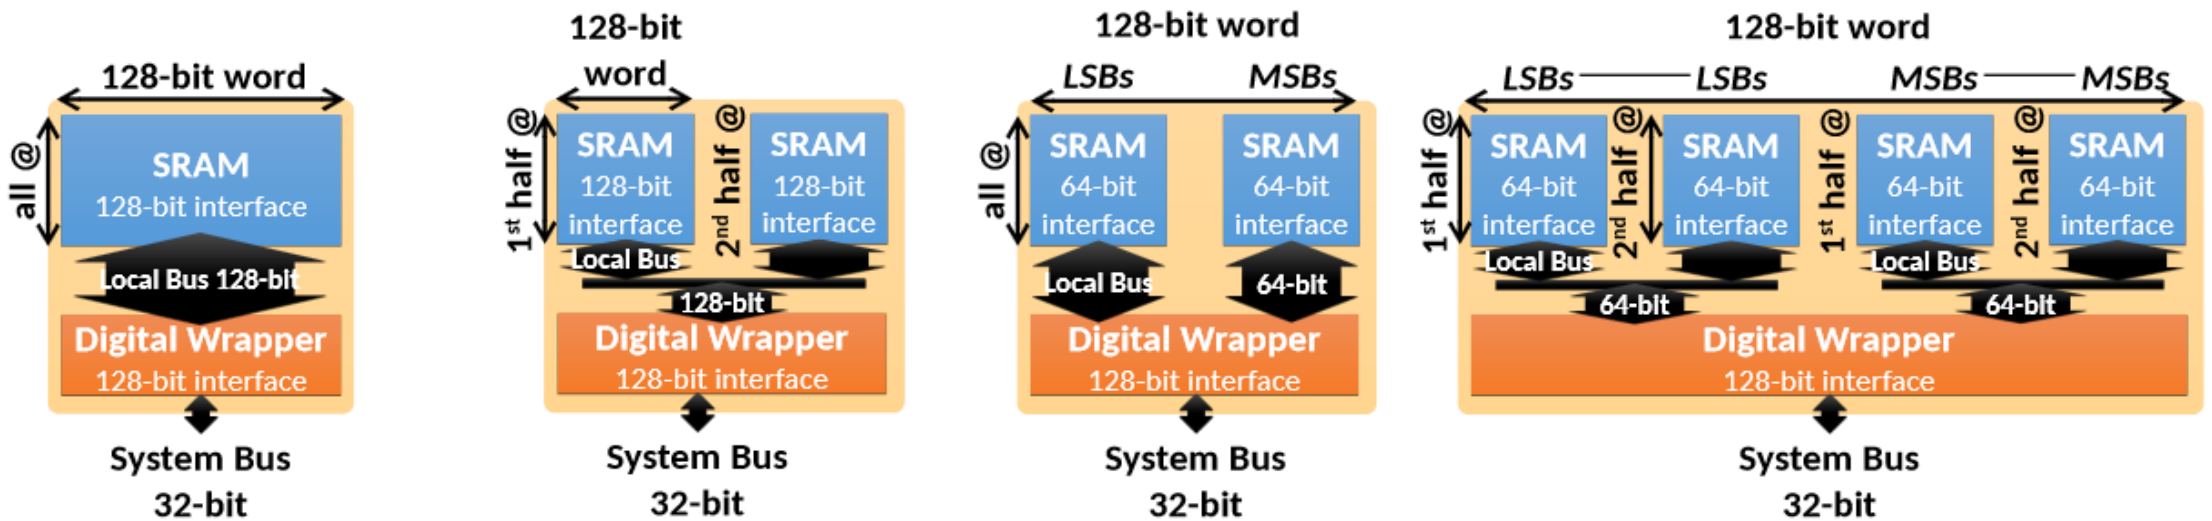 128-bit word
all @
SRAM
128-bit interface
Local Bus 128-bit
Digital Wrapper
128-bit interface
System Bus
32-bit
128-bit
word
1st half @
SRAM
128-bit
interface
2nd half @
SRAM
128-bit
interface
Local Bus
128-bit
Digital Wrapper
128-bit interface
System Bus
32-bit
128-bit word
LSBs MSBs
all @
SRAM
64-bit
interface
SRAM
64-bit
interface
Local Bus
64-bit
Digital Wrapper
128-bit interface
System Bus
32-bit
128-bit word
LSBs LSBs MSBs MSBs
1st half @
SRAM
64-bit
interface
2nd half @
SRAM
64-bit
interface
1st half @
SRAM
64-bit
interface
2nd half @
SRAM
64-bit
interface
Local Bus
64-bit
Local Bus
64-bit
Digital Wrapper
128-bit interface
System Bus
32-bit